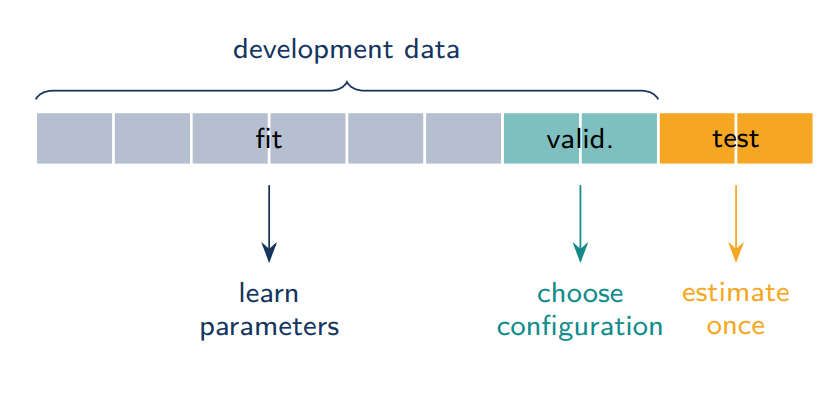 development data
fit
valid.
test
learn
parameters
choose
configuration
estimate
once